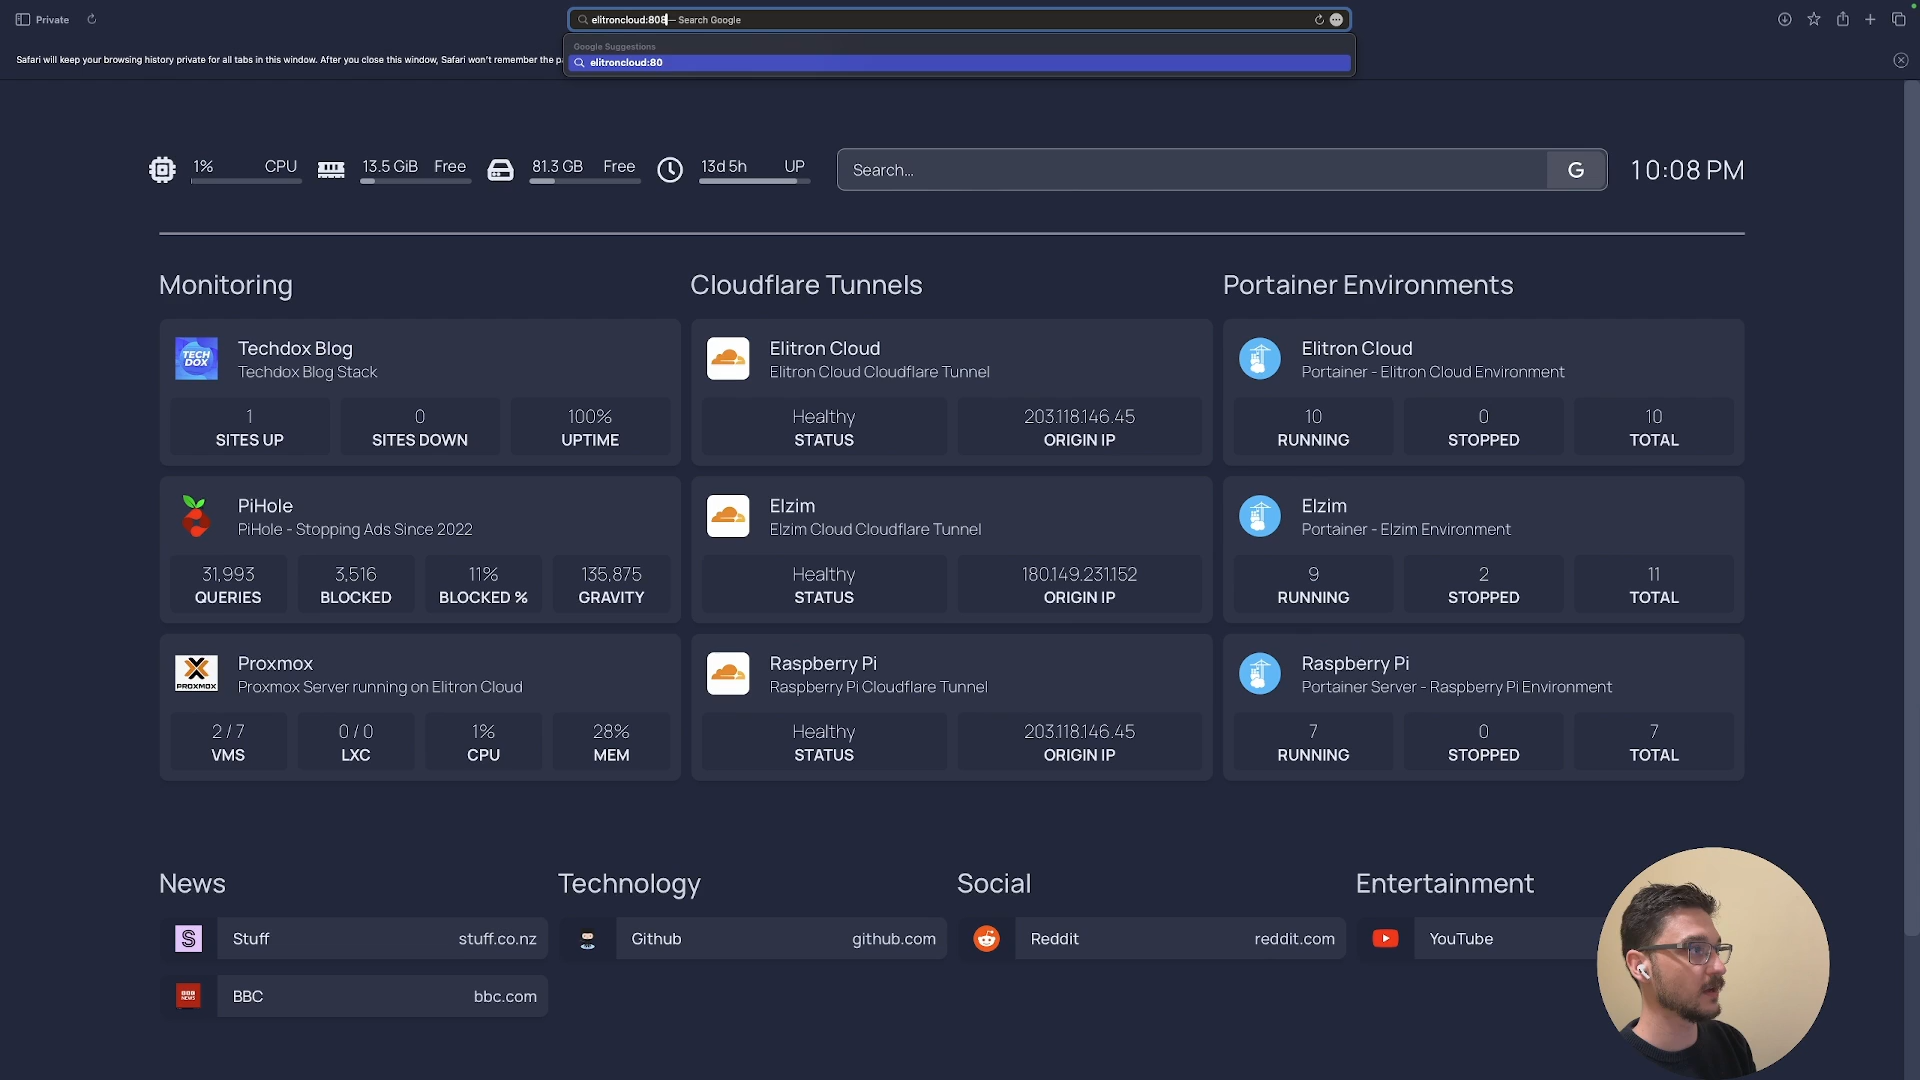 Private
elitroncloud:808 — Search Google
Google Suggestions
elitroncloud:80
Safari will keep your browsing history private for all tabs in this window. After you close this window, Safari won't remember the pa
1% CPU
13.5 GiB Free
81.3 GB Free
13d 5h UP
Search...
G
10:08 PM
Monitoring
TECH DOX
Techdox Blog
Techdox Blog Stack
1 SITES UP
0 SITES DOWN
100% UPTIME
PiHole
PiHole - Stopping Ads Since 2022
31,993 QUERIES
3,516 BLOCKED
11% BLOCKED %
135,875 GRAVITY
PROXMOX
Proxmox
Proxmox Server running on Elitron Cloud
2 / 7 VMS
0 / 0 LXC
1% CPU
28% MEM
Cloudflare Tunnels
Elitron Cloud
Elitron Cloud Cloudflare Tunnel
Healthy STATUS
203.118.146.45 ORIGIN IP
Elzim
Elzim Cloud Cloudflare Tunnel
Healthy STATUS
180.149.231.152 ORIGIN IP
Raspberry Pi
Raspberry Pi Cloudflare Tunnel
Healthy STATUS
203.118.146.45 ORIGIN IP
Portainer Environments
Elitron Cloud
Portainer - Elitron Cloud Environment
10 RUNNING
0 STOPPED
10 TOTAL
Elzim
Portainer - Elzim Environment
9 RUNNING
2 STOPPED
11 TOTAL
Raspberry Pi
Portainer Server - Raspberry Pi Environment
7 RUNNING
0 STOPPED
7 TOTAL
News
S
Stuff stuff.co.nz
BBC NEWS
BBC bbc.com
Technology
Github github.com
Social
Reddit reddit.com
Entertainment
YouTube